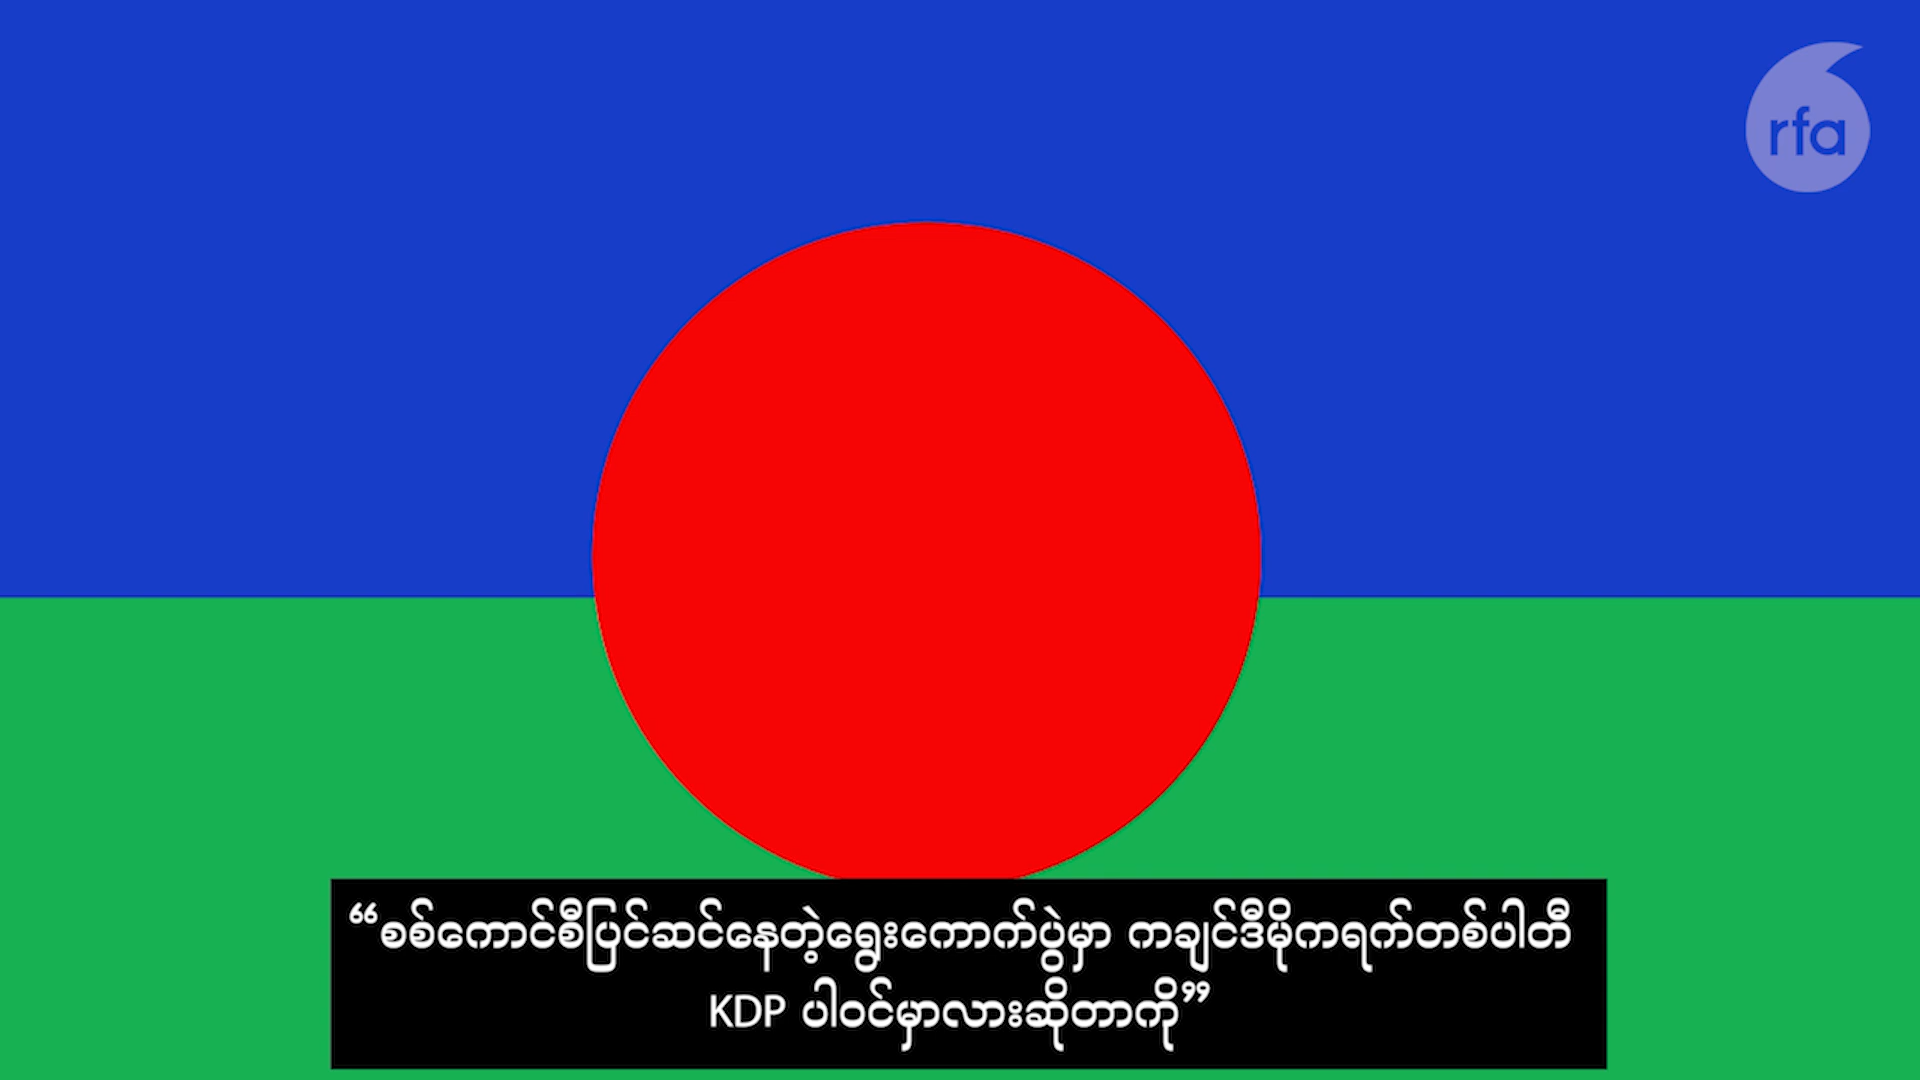 rfa
“စစ်ကောင်စီပြင်ဆင်နေတဲ့ရွေးကောက်ပွဲမှာ ကချင်ဒီမိုကရက်တစ်ပါတီ
KDP ပါဝင်မှာလားဆိုတာကို”